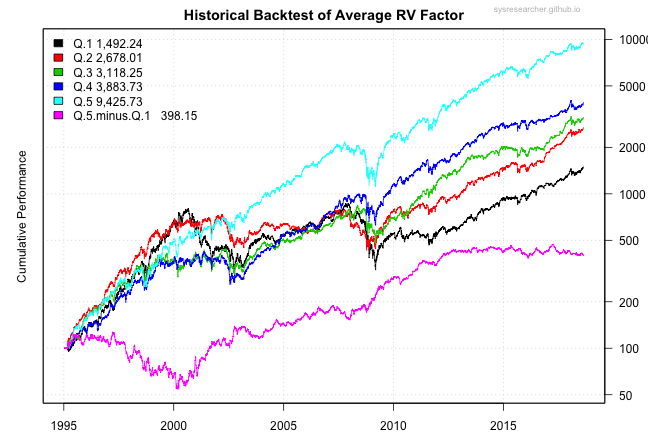 sysresearcher.github.io
Historical Backtest of Average RV Factor
Q.1 1,492.24
Q.2 2,678.01
Q.3 3,118.25
Q.4 3,883.73
Q.5 9,425.73
Q.5.minus.Q.1 398.15
Cumulative Performance
10000
5000
2000
1000
500
200
100
50
1995 2000 2005 2010 2015